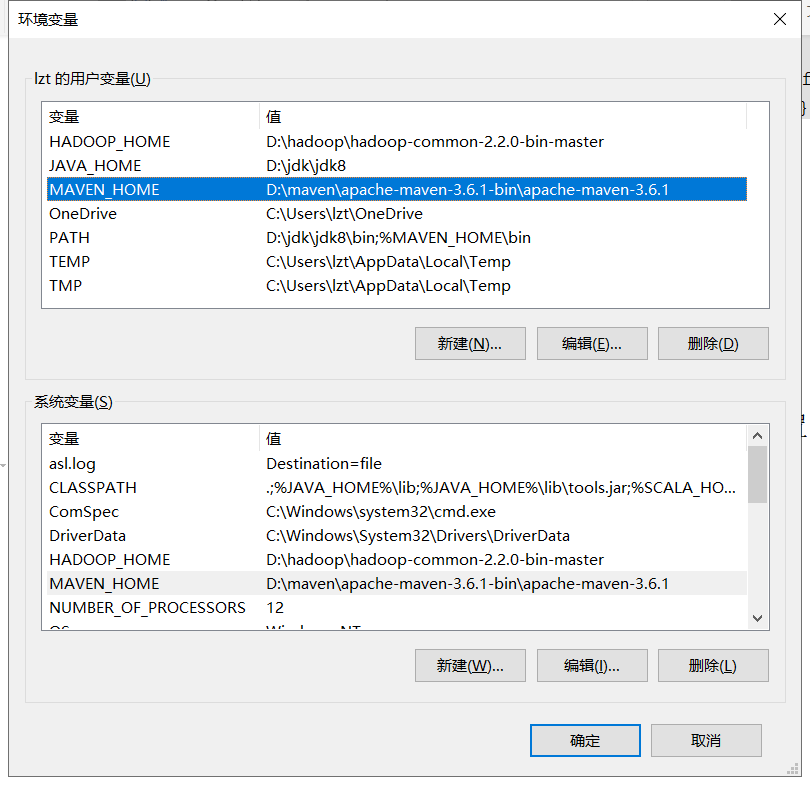 环境变量
lzt 的用户变量(U)
变量 值
HADOOP_HOME D:\hadoop\hadoop-common-2.2.0-bin-master
JAVA_HOME D:\jdk\jdk8
MAVEN_HOME D:\maven\apache-maven-3.6.1-bin\apache-maven-3.6.1
OneDrive C:\Users\lzt\OneDrive
PATH D:\jdk\jdk8\bin;%MAVEN_HOME\bin
TEMP C:\Users\lzt\AppData\Local\Temp
TMP C:\Users\lzt\AppData\Local\Temp
新建(N)... 编辑(E)... 删除(D)
系统变量(S)
变量 值
asl.log Destination=file
CLASSPATH .;%JAVA_HOME%\lib;%JAVA_HOME%\lib\tools.jar;%SCALA_HO...
ComSpec C:\Windows\system32\cmd.exe
DriverData C:\Windows\System32\Drivers\DriverData
HADOOP_HOME D:\hadoop\hadoop-common-2.2.0-bin-master
MAVEN_HOME D:\maven\apache-maven-3.6.1-bin\apache-maven-3.6.1
NUMBER_OF_PROCESSORS 12
OS Windows_NT
新建(W)... 编辑(I)... 删除(L)
确定 取消